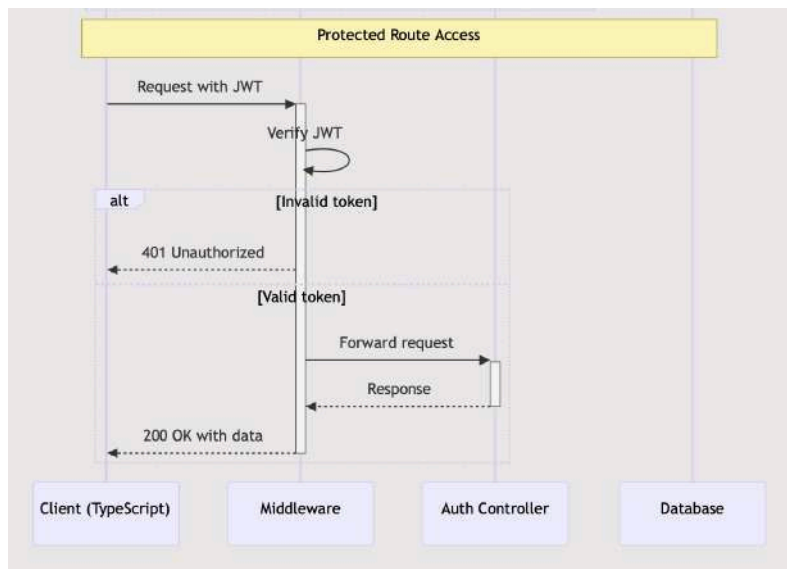 Protected Route Access
Request with JWT
Verify JWT
alt
[Invalid token]
401 Unauthorized
[Valid token]
Forward request
Response
200 OK with data
Client (TypeScript)
Middleware
Auth Controller
Database